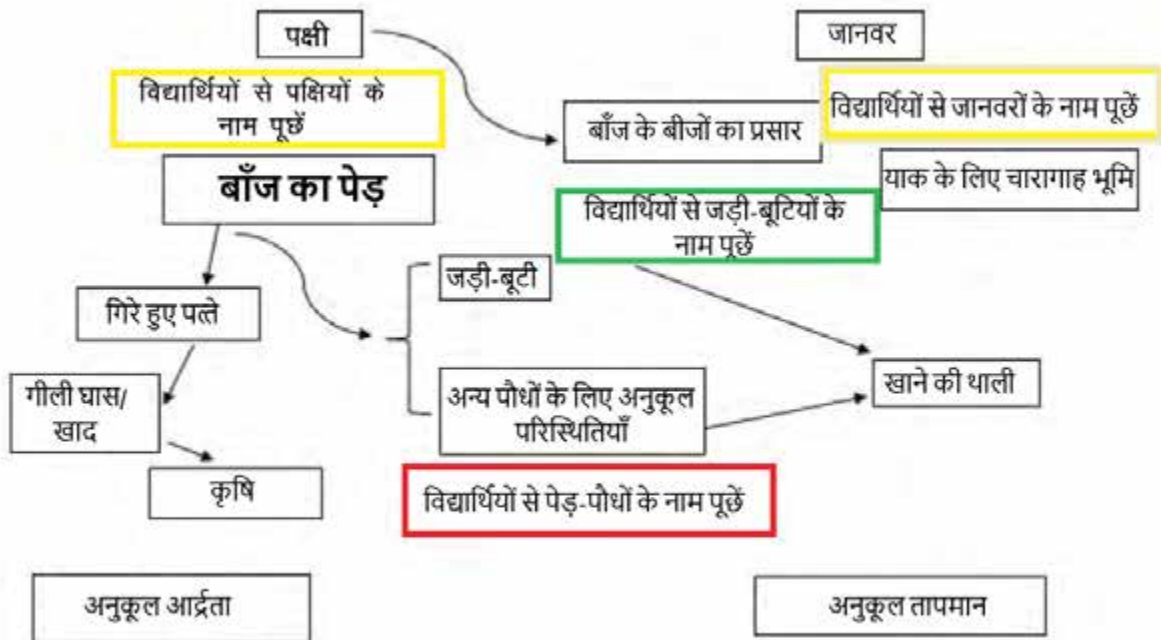 पक्षी
जानवर
विद्यार्थियों से पक्षियों के
नाम पूछें
विद्यार्थियों से जानवरों के नाम पूछें
बाँज के बीजों का प्रसार
बाँज का पेड़
याक के लिए चारागाह भूमि
विद्यार्थियों से जड़ी-बूटियों के
नाम पूछें
जड़ी-बूटी
गिरे हुए पत्ते
खाने की थाली
गीली घास/
खाद
अन्य पौधों के लिए अनुकूल
परिस्थितियाँ
कृषि
विद्यार्थियों से पेड़-पौधों के नाम पूछें
अनुकूल आर्द्रता
अनुकूल तापमान